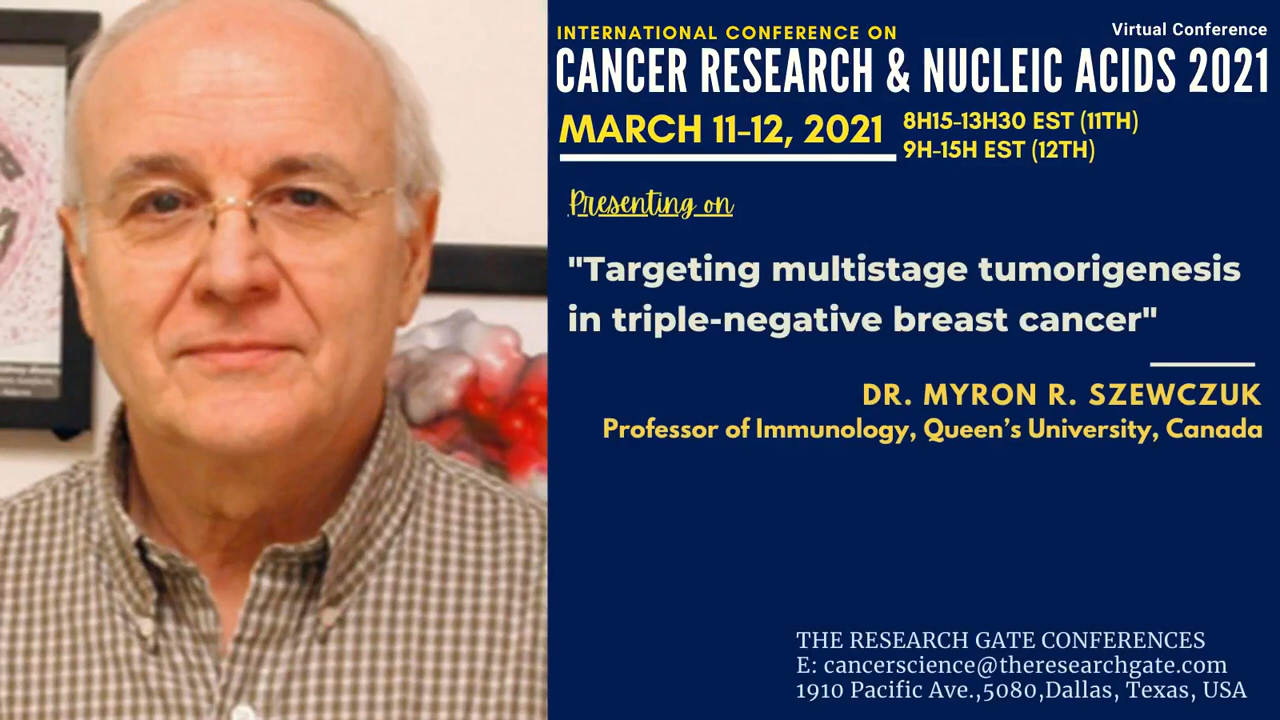 INTERNATIONAL CONFERENCE ON
Virtual Conference
CANCER RESEARCH & NUCLEIC ACIDS 2021
MARCH 11-12, 2021
8H15-13H30 EST (11TH)
9H-15H EST (12TH)
Presenting on
"Targeting multistage tumorigenesis
in triple-negative breast cancer"
DR. MYRON R. SZEWCZUK
Professor of Immunology, Queen's University, Canada
THE RESEARCH GATE CONFERENCES
E: cancerscience@theresearchgate.com
1910 Pacific Ave.,5080,Dallas, Texas, USA